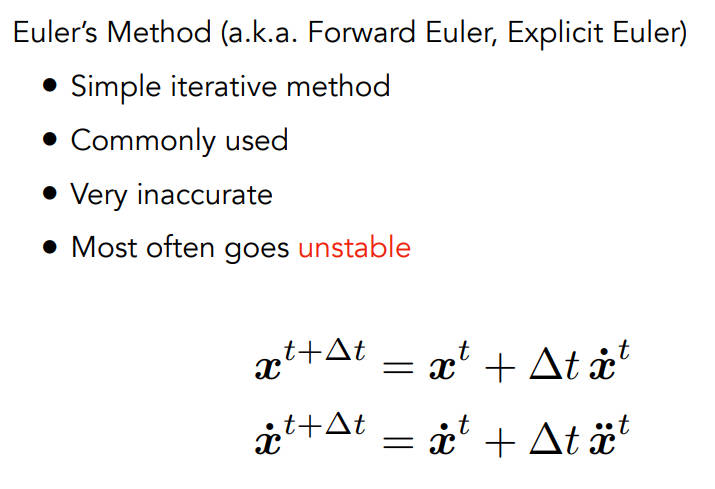 Euler’s Method (a.k.a. Forward Euler, Explicit Euler)
• Simple iterative method
• Commonly used
• Very inaccurate
• Most often goes unstable
$\boldsymbol{x}^{t+\Delta t} = \boldsymbol{x}^{t} + \Delta t \, \dot{\boldsymbol{x}}^{t}$
$\dot{\boldsymbol{x}}^{t+\Delta t} = \dot{\boldsymbol{x}}^{t} + \Delta t \, \ddot{\boldsymbol{x}}^{t}$